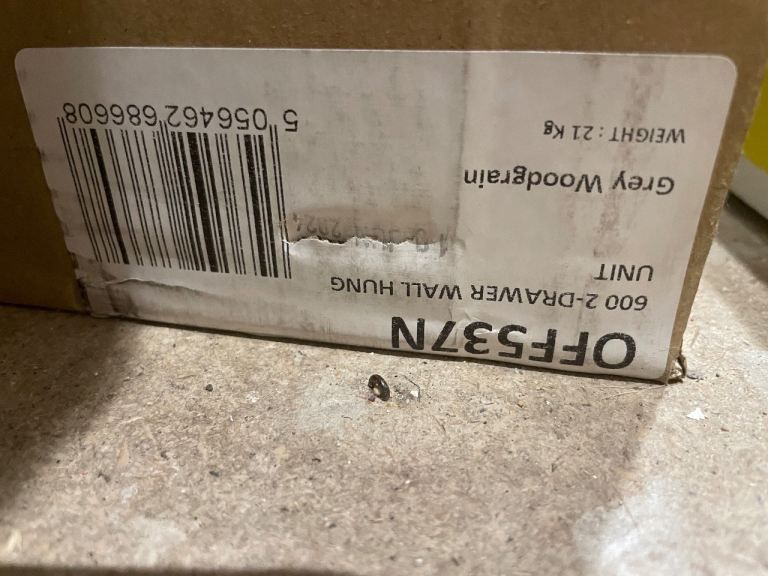 OFF537N
600 2-DRAWER WALL HUNG
UNIT
Grey Woodgrain
WEIGHT : 21 Kg
5 056462 686608